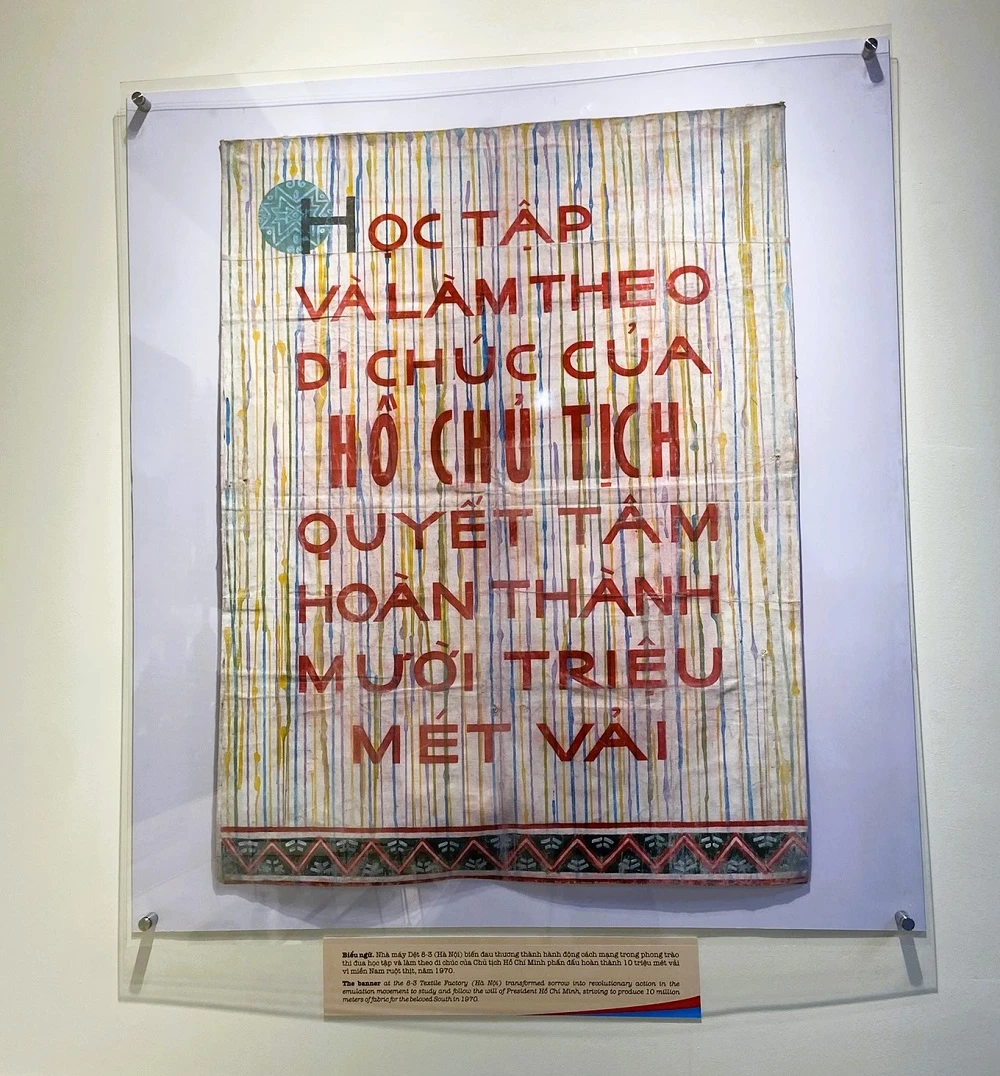 HỌC TẬP
VÀ LÀM THEO
DI CHÚC CỦA
HỒ CHỦ TỊCH
QUYẾT TÂM
HOÀN THÀNH
MƯỜI TRIỆU
MÉT VẢI
Biểu ngữ. Nhà máy Dệt 8-3 (Hà Nội) biến đau thương thành hành động cách mạng trong phong trào
thi đua học tập và làm theo di chúc của Chủ tịch Hồ Chí Minh phấn đấu hoàn thành 10 triệu mét vải
vì miền Nam ruột thịt, năm 1970.
The banner at the 8-3 Textile Factory (Hà Nội) transformed sorrow into revolutionary action in the
emulation movement to study and follow the will of President Hồ Chí Minh, striving to produce 10 million
meters of fabric for the beloved South in 1970.